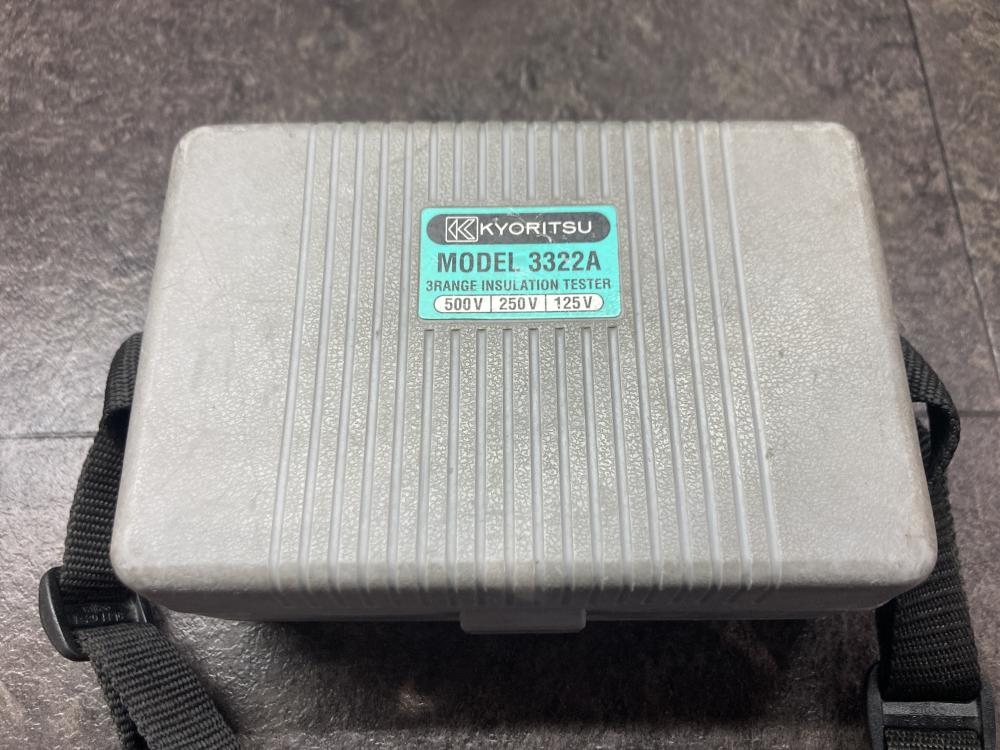 KYORITSU
MODEL 3322A
3RANGE INSULATION TESTER
500V 250V 125V